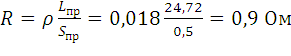 R = ρ L_пр / S_пр = 0,018 24,72 / 0,5 = 0,9 Ом